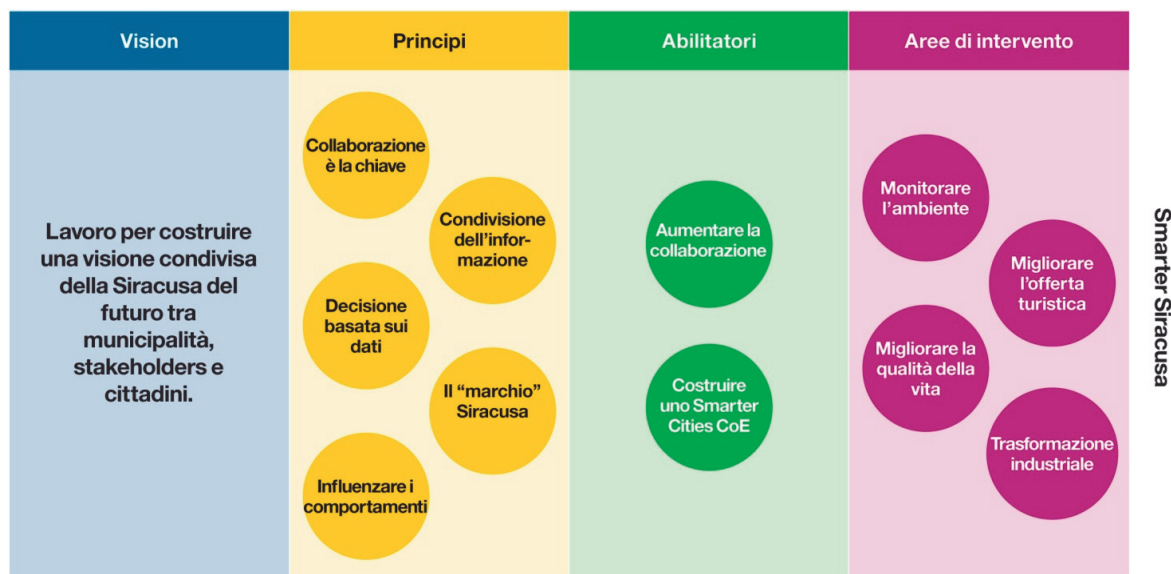 Vision
Principi
Abilitatori
Aree di intervento
Lavoro per costruire
una visione condivisa
della Siracusa del
futuro tra
municipalità,
stakeholders e
cittadini.
Collaborazione
è la chiave
Condivisione
dell'infor-
mazione
Decisione
basata sui
dati
Il “marchio”
Siracusa
Influenzare i
comportamenti
Aumentare la
collaborazione
Costruire
uno Smarter
Cities CoE
Monitorare
l'ambiente
Migliorare
l'offerta
turistica
Migliorare la
qualità della
vita
Trasformazione
industriale
Smarter Siracusa